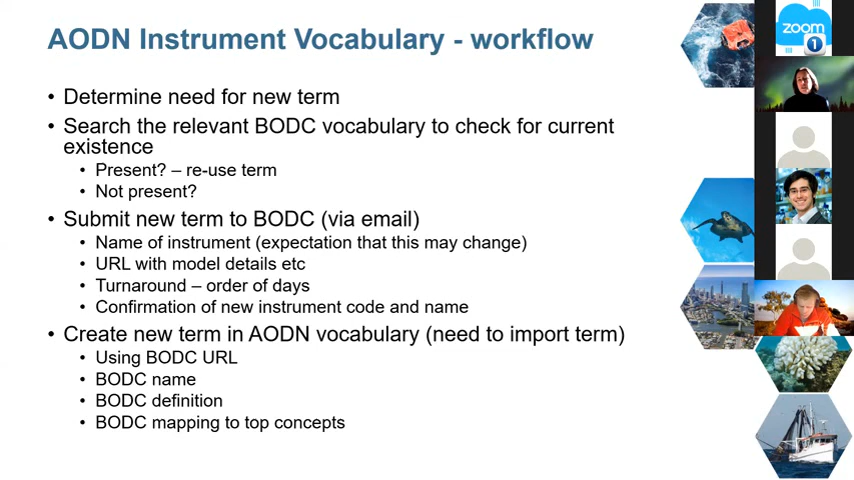 AODN Instrument Vocabulary - workflow
• Determine need for new term
• Search the relevant BODC vocabulary to check for current
existence
• Present? – re-use term
• Not present?
• Submit new term to BODC (via email)
• Name of instrument (expectation that this may change)
• URL with model details etc
• Turnaround – order of days
• Confirmation of new instrument code and name
• Create new term in AODN vocabulary (need to import term)
• Using BODC URL
• BODC name
• BODC definition
• BODC mapping to top concepts
zoom
1